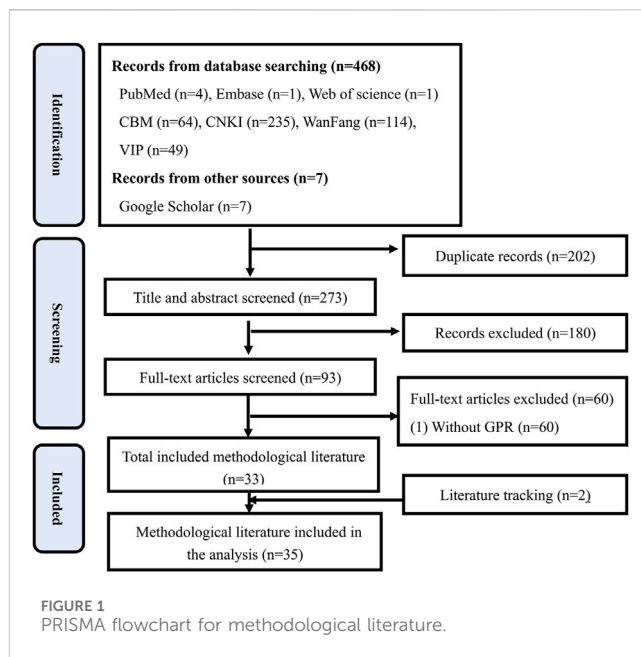 Identification
Records from database searching (n=468)
PubMed (n=4), Embase (n=1), Web of science (n=1)
CBM (n=64), CNKI (n=235), WanFang (n=114),
VIP (n=49)
Records from other sources (n=7)
Google Scholar (n=7)
Duplicate records (n=202)
Screening
Title and abstract screened (n=273)
Records excluded (n=180)
Full-text articles screened (n=93)
Full-text articles excluded (n=60)
(1) Without GPR (n=60)
Included
Total included methodological literature
(n=33)
Literature tracking (n=2)
Methodological literature included in
the analysis (n=35)
FIGURE 1
PRISMA flowchart for methodological literature.